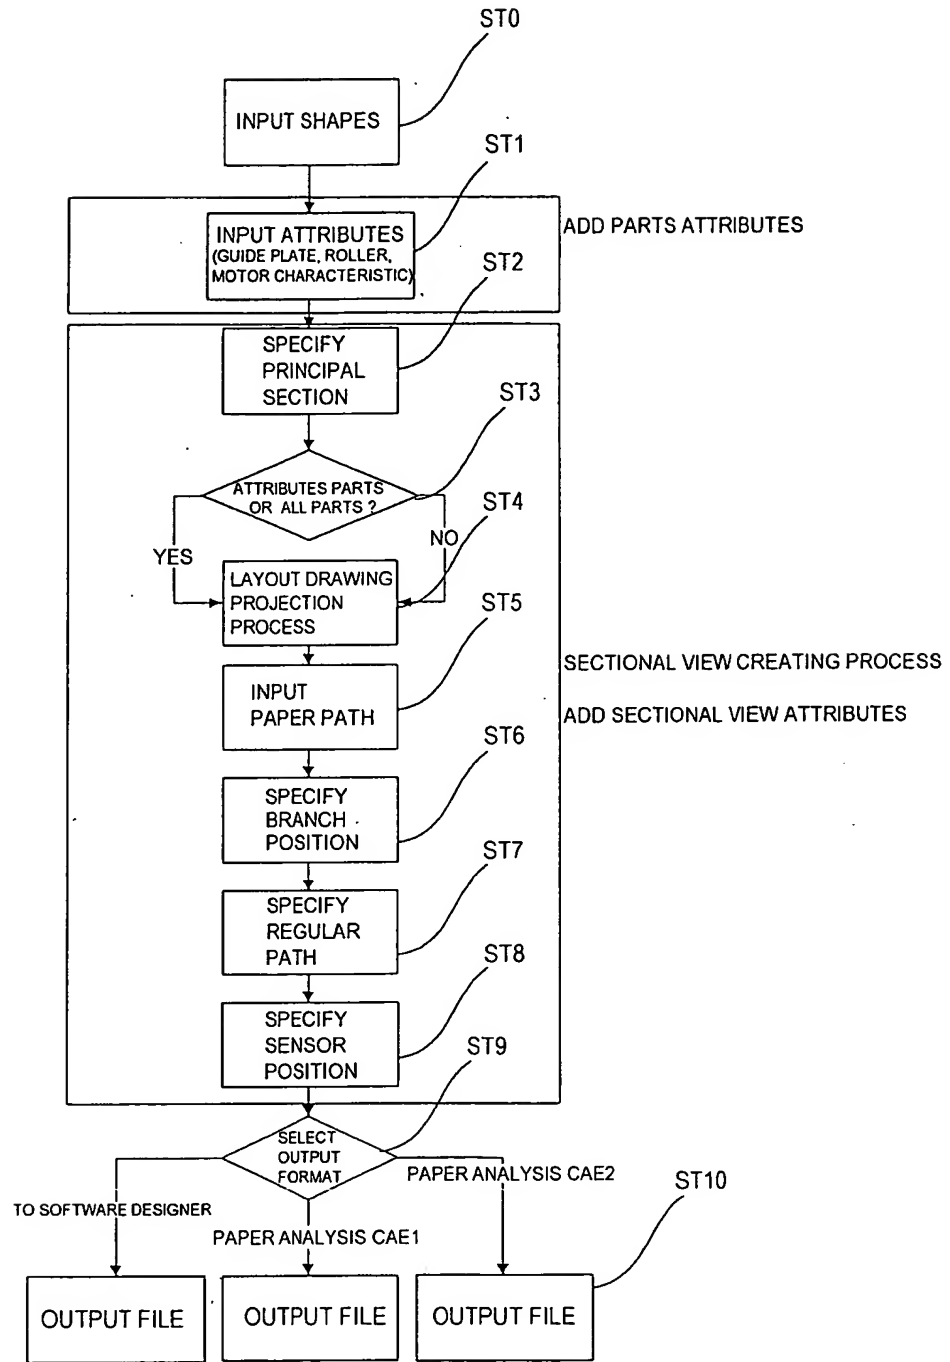 ST0
INPUT SHAPES
ST1
INPUT ATTRIBUTES
(GUIDE PLATE, ROLLER,
MOTOR CHARACTERISTIC)
ADD PARTS ATTRIBUTES
ST2
SPECIFY
PRINCIPAL
SECTION
ST3
ATTRIBUTES PARTS
OR ALL PARTS ?
ST4
YES
NO
LAYOUT DRAWING
PROJECTION
PROCESS
ST5
INPUT
PAPER PATH
SECTIONAL VIEW CREATING PROCESS
ADD SECTIONAL VIEW ATTRIBUTES
ST6
SPECIFY
BRANCH
POSITION
ST7
SPECIFY
REGULAR
PATH
ST8
SPECIFY
SENSOR
POSITION
ST9
SELECT
OUTPUT
FORMAT
TO SOFTWARE DESIGNER
PAPER ANALYSIS CAE1
PAPER ANALYSIS CAE2
ST10
OUTPUT FILE
OUTPUT FILE
OUTPUT FILE